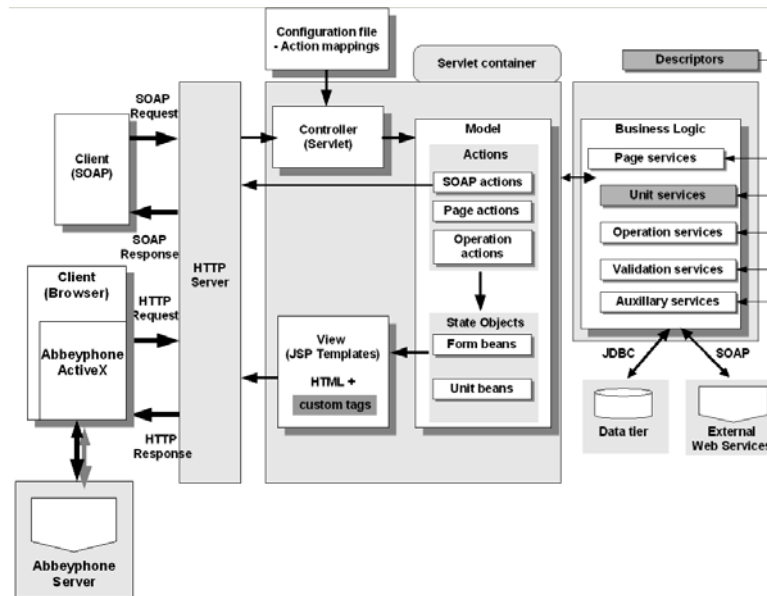 Configuration file
- Action mappings
Servlet container
Descriptors
SOAP
Request
Client
(SOAP)
SOAP
Response
Controller
(Servlet)
Model
Actions
SOAP actions
Page actions
Operation
actions
Business Logic
Page services
Unit services
Operation services
Validation services
Auxillary services
HTTP
Server
Client
(Browser)
HTTP
Request
Abbeyphone
ActiveX
HTTP
Response
View
(JSP Templates)
HTML +
custom tags
State Objects
Form beans
Unit beans
JDBC
SOAP
Data tier
External
Web Services
Abbeyphone
Server